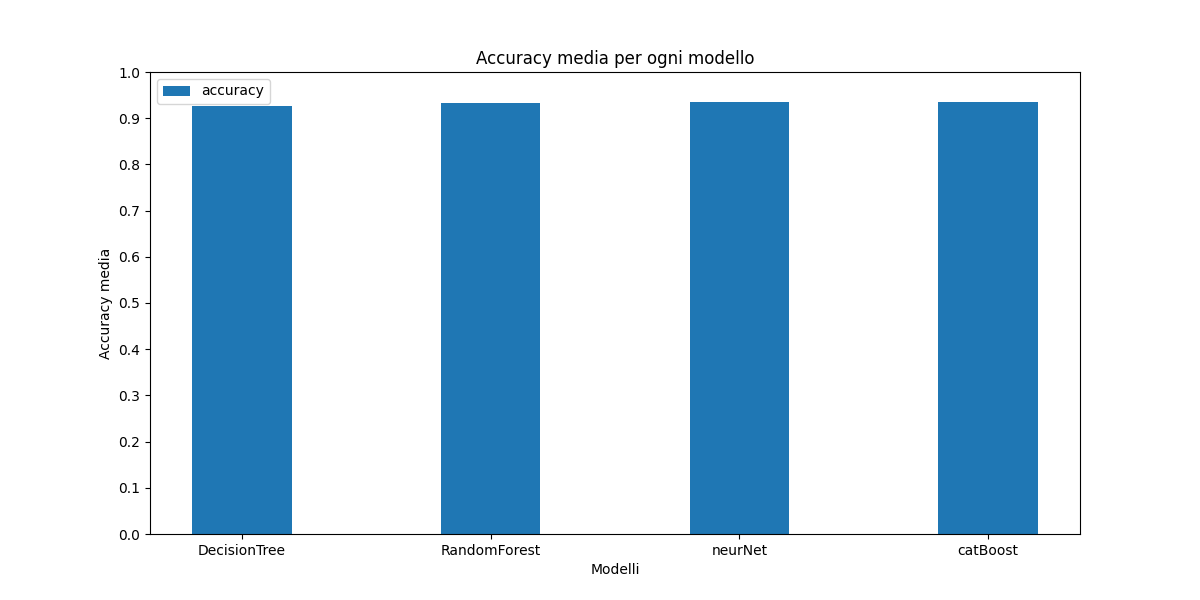 Accuracy media per ogni modello
accuracy
1.0
0.9
0.8
0.7
0.6
0.5
0.4
0.3
0.2
0.1
0.0
Accuracy media
DecisionTree RandomForest neurNet catBoost
Modelli